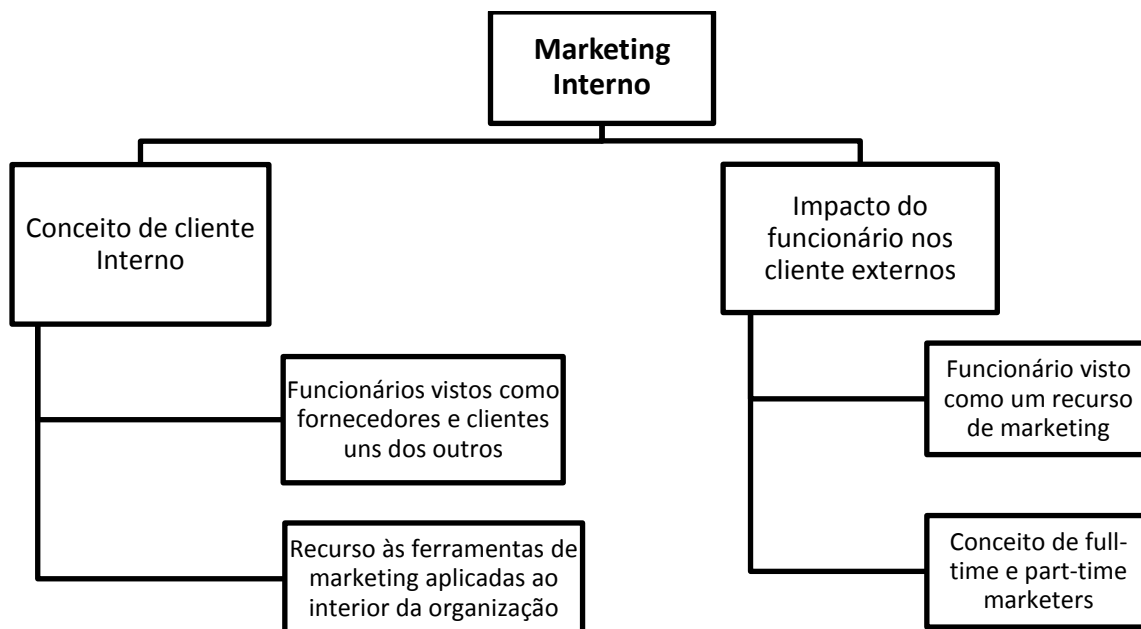 Marketing
Interno
Conceito de cliente
Interno
Impacto do
funcionário nos
cliente externos
Funcionários vistos como
fornecedores e clientes
uns dos outros
Funcionário visto
como um recurso
de marketing
Recurso às ferramentas de
marketing aplicadas ao
interior da organização
Conceito de full-
time e part-time
marketers